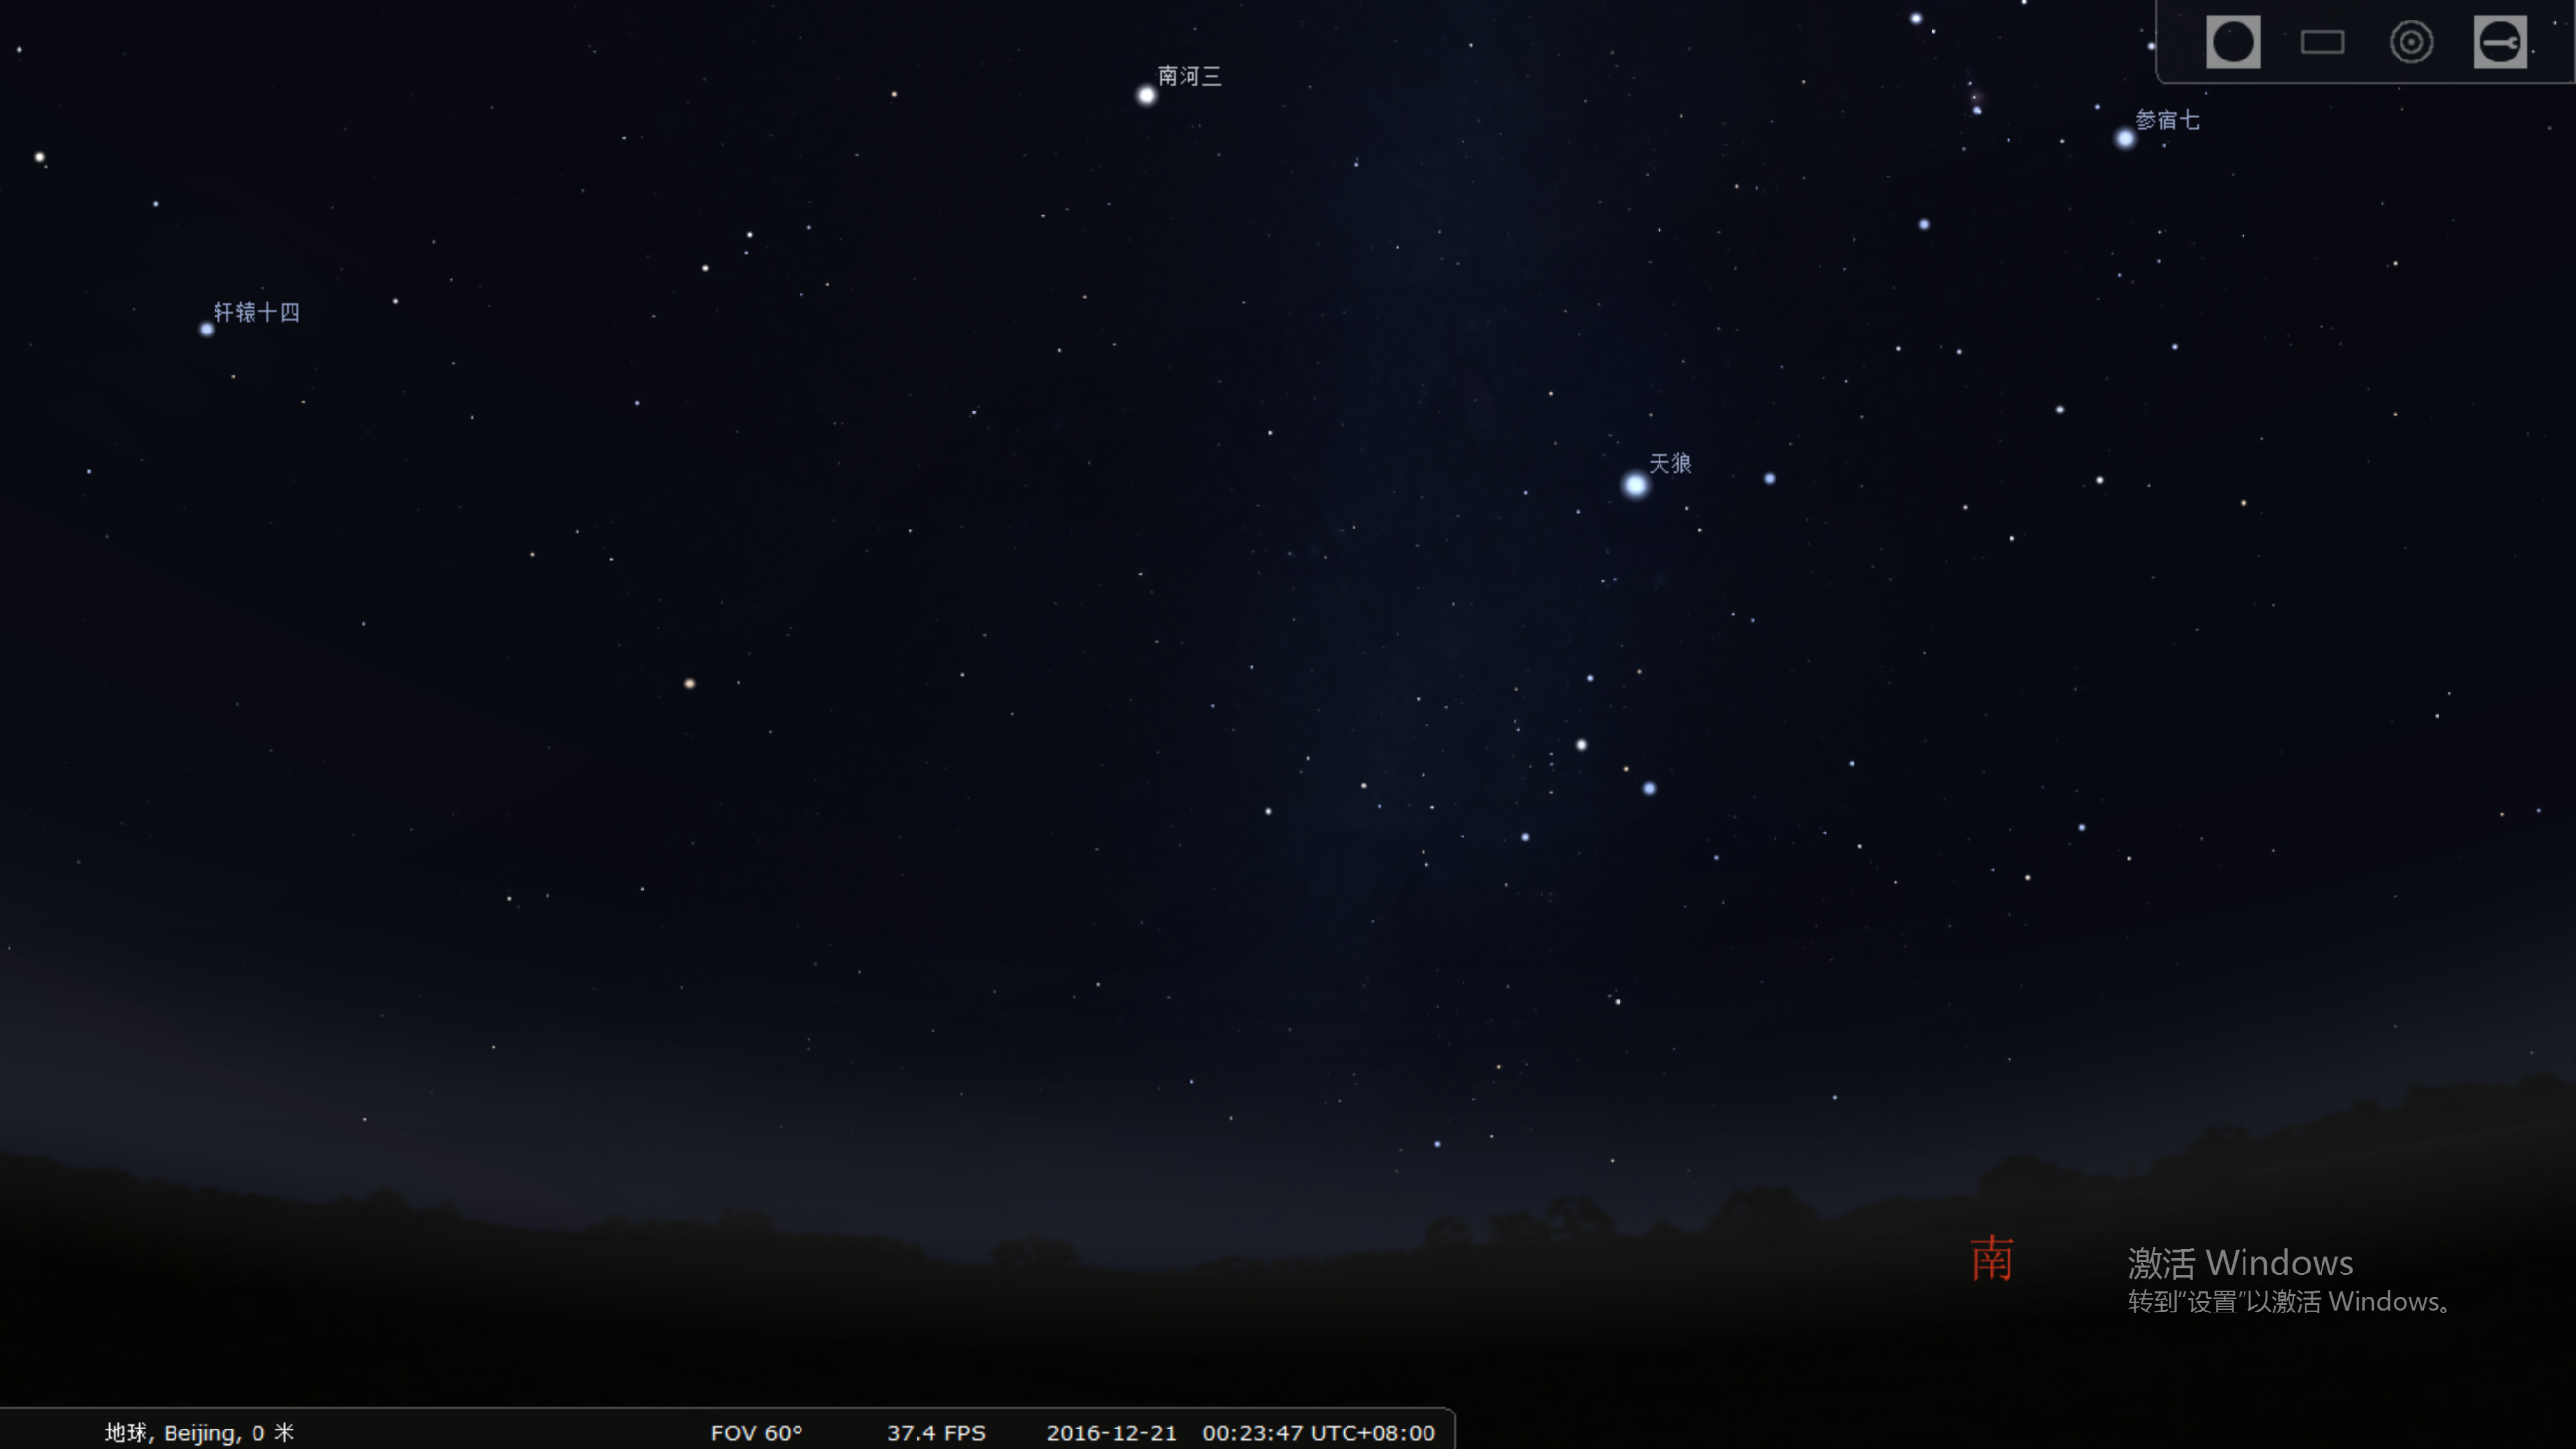 南河三
参宿七
轩辕十四
天狼
南
激活 Windows
转到“设置”以激活 Windows。
地球, Beijing, 0 米 FOV 60° 37.4 FPS 2016-12-21 00:23:47 UTC+08:00